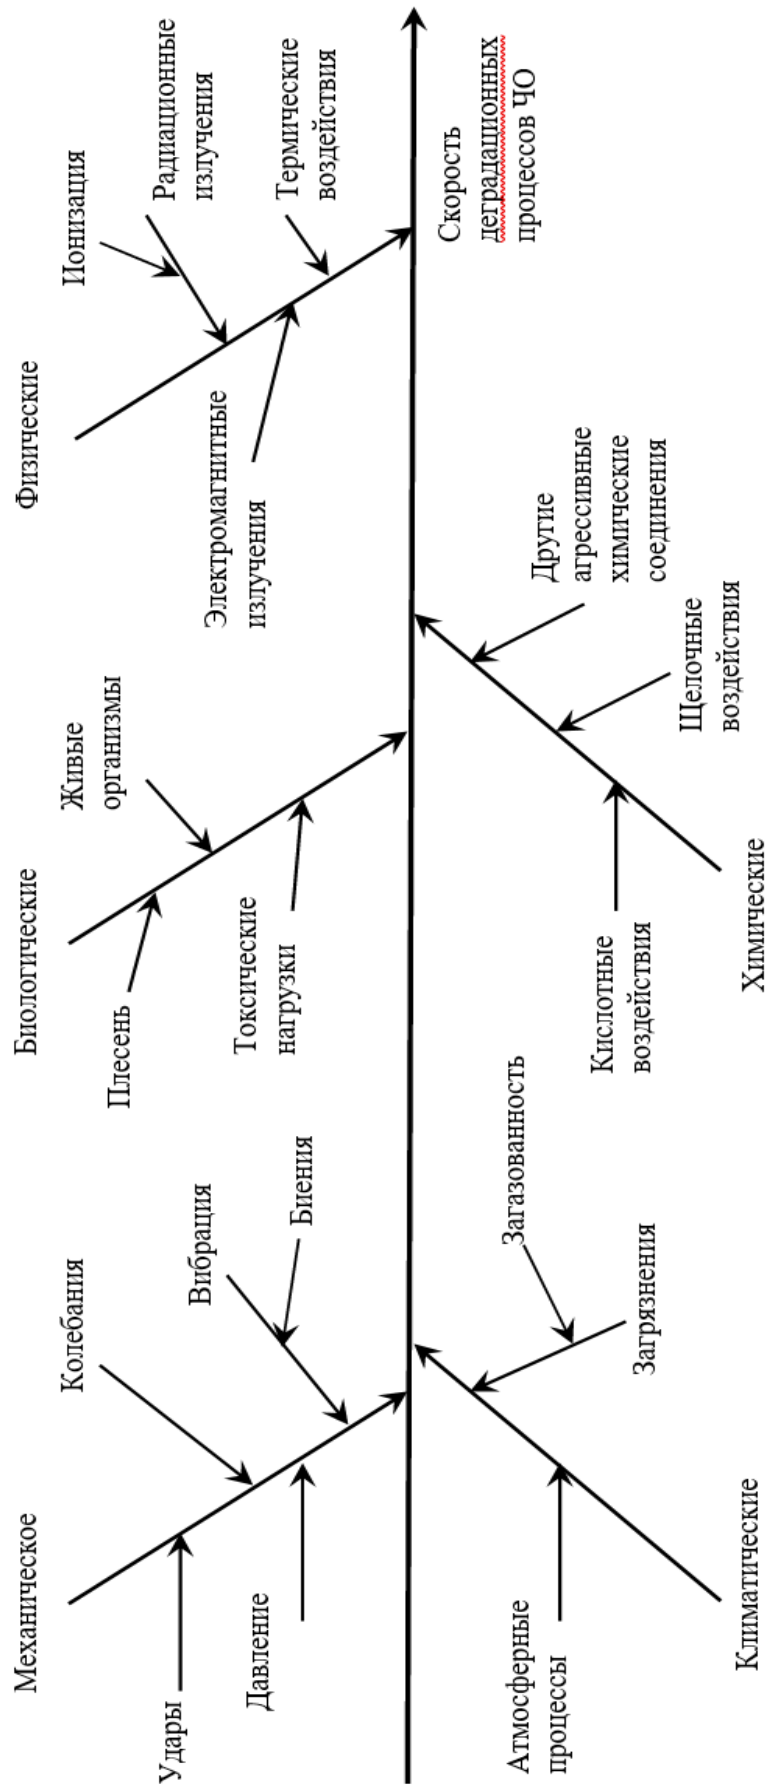 Механическое
Колебания
Удары
Вибрация
Давление
Биения
Биологические
Живые
организмы
Плесень
Токсические
нагрузки
Физические
Ионизация
Радиационные
излучения
Электромагнитные
излучения
Термические
воздействия
Скорость
деградационных
процессов ЧО
Атмосферные
процессы
Загазованность
Загрязнения
Климатические
Кислотные
воздействия
Другие
агрессивные
химические
соединения
Щелочные
воздействия
Химические